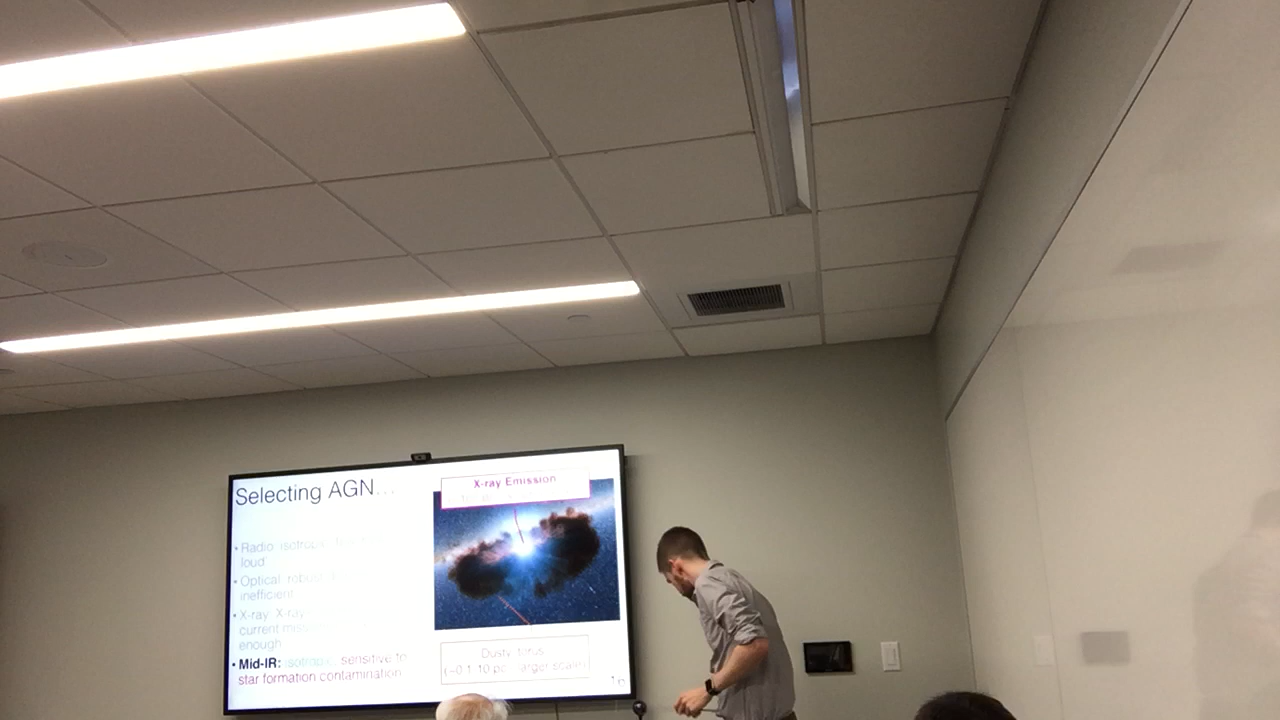 Selecting AGN...
X-ray Emission
• Radio: isotropic,
loud
• Optical: robust,
inefficient
• X-ray: X-ray
current
enough
• Mid-IR: isotropic, sensitive to
star formation contamination
Dusty torus
(~0.1-10 pc, larger scale)